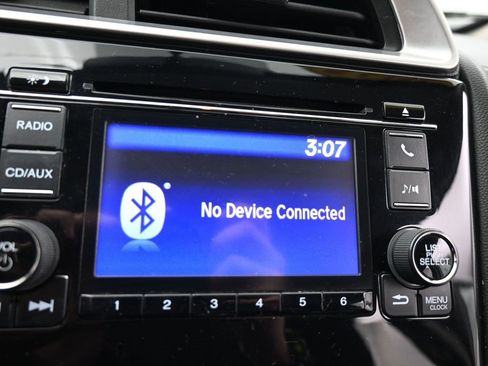 RADIO
CD/AUX
3:07
No Device Connected
VOL
LIST
PUSH
SELECT
1 2 3 4 5 6
MENU
CLOCK